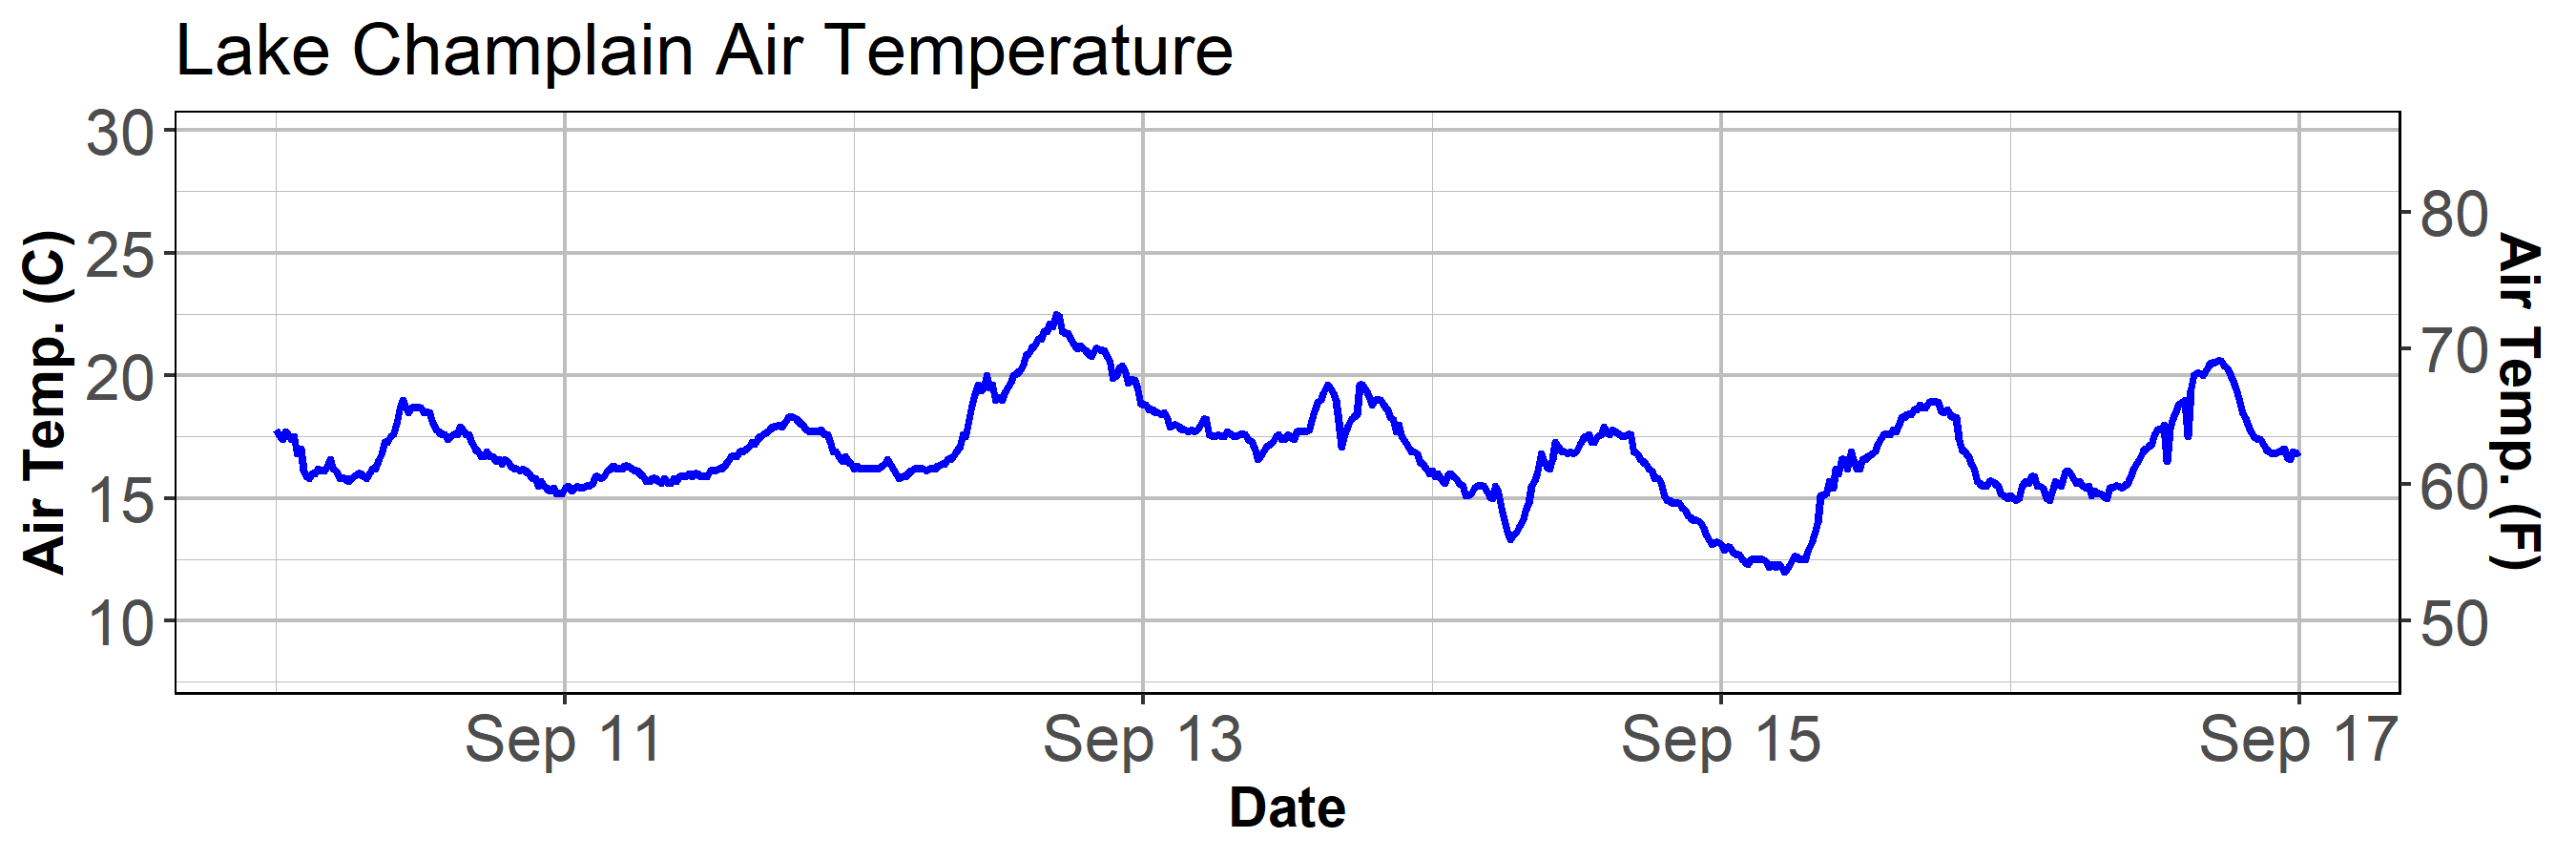 Lake Champlain Air Temperature
Air Temp. (C)
30
25
20
15
10
80
70
60
50
Air Temp. (F)
Sep 11
Sep 13
Sep 15
Sep 17
Date